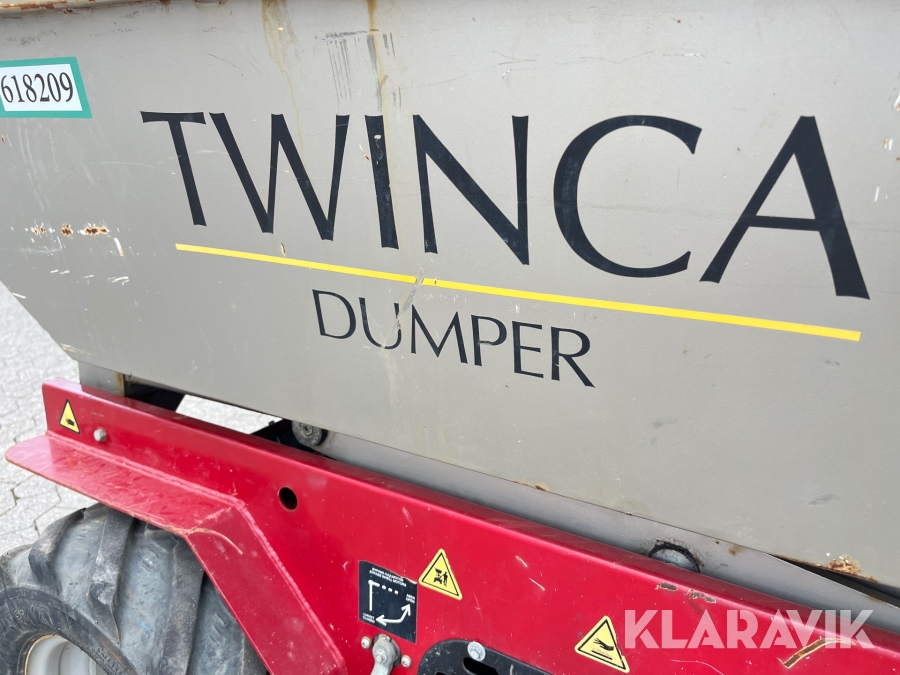 618209
TWINCA
DUMPER
KLARAVIK